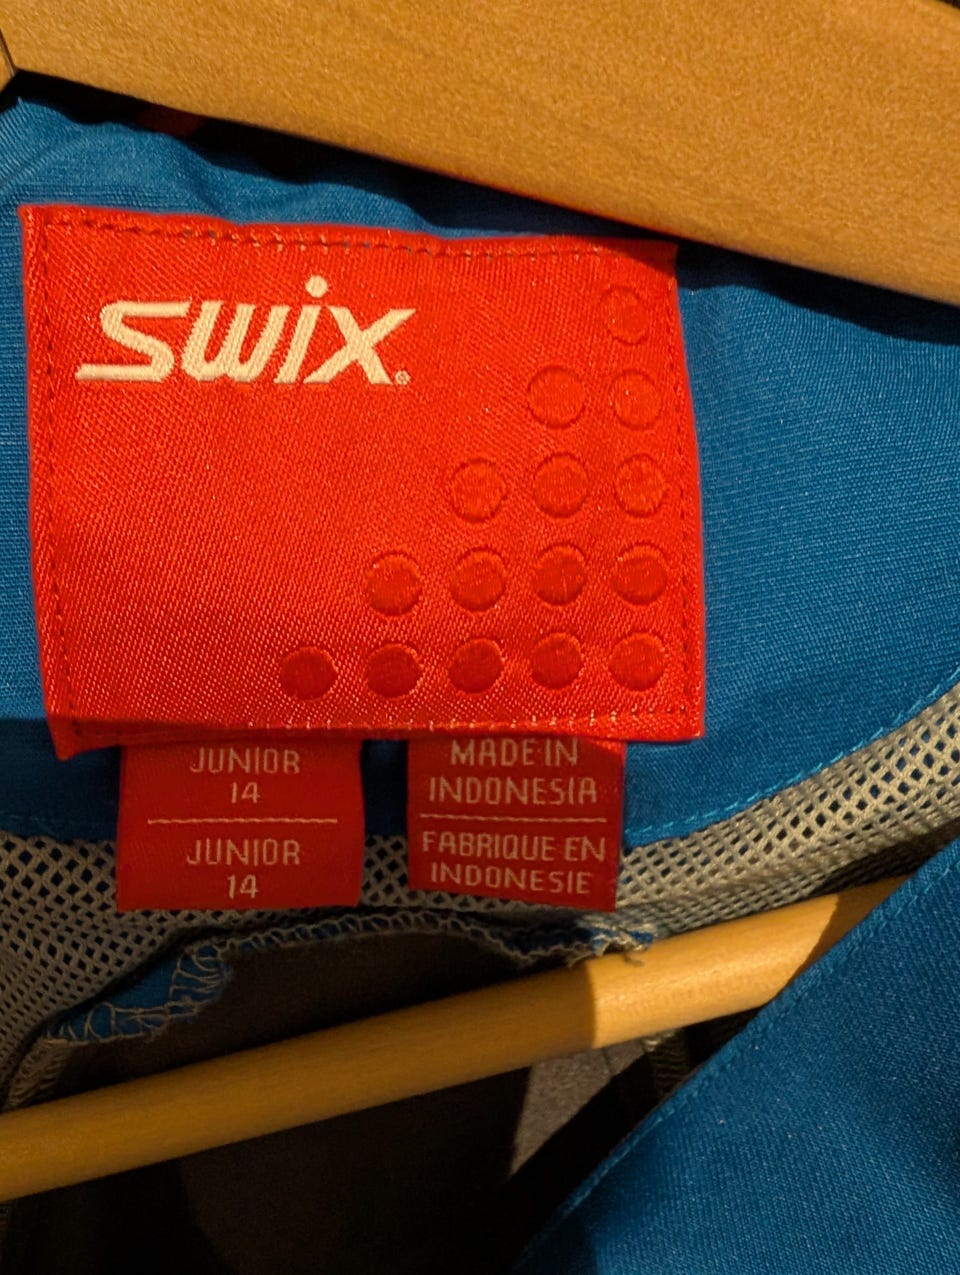 swix
JUNIOR
14
JUNIOR
14
MADE IN
INDONESIA
FABRIQUE EN
INDONESIE